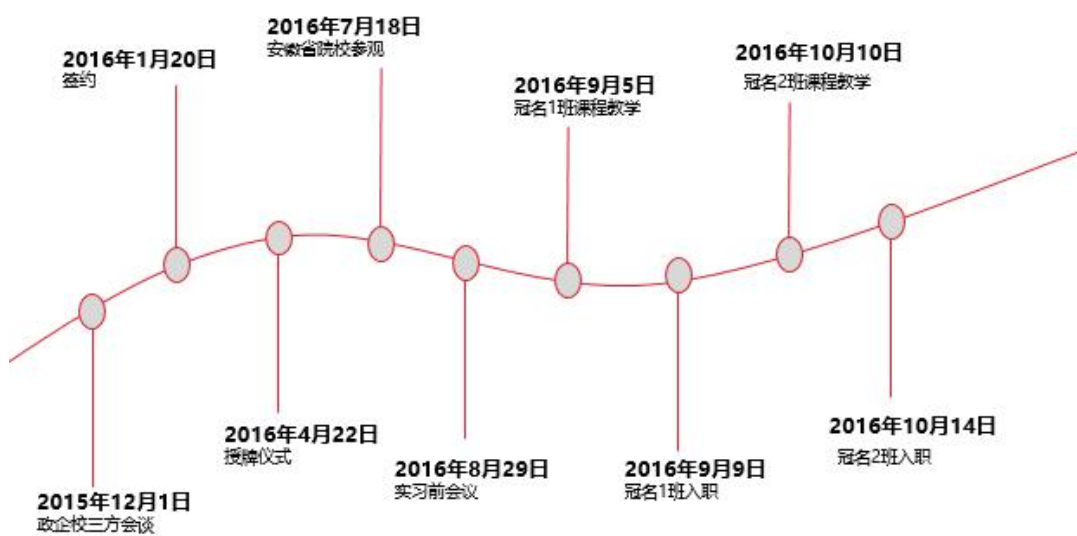 2015年12月1日
政企校三方会谈
2016年1月20日
签约
2016年4月22日
授牌仪式
2016年7月18日
安徽省院校参观
2016年8月29日
实习前会议
2016年9月5日
冠名1班课程教学
2016年9月9日
冠名1班入职
2016年10月10日
冠名2班课程教学
2016年10月14日
冠名2班入职